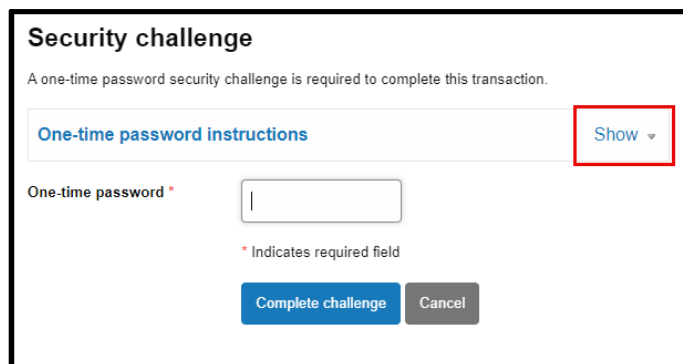 Security challenge
A one-time password security challenge is required to complete this transaction.
One-time password instructions Show
One-time password *
* Indicates required field
Complete challenge Cancel